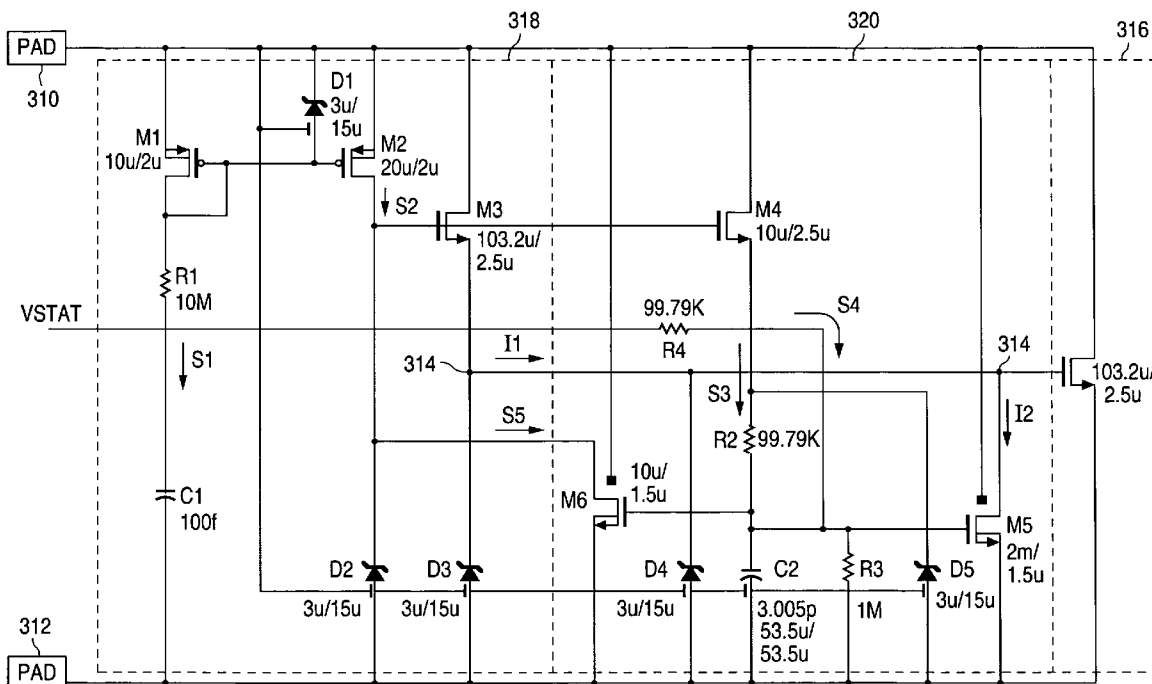 318
320
316
PAD
310
D1
3u/
15u
M1
10u/2u
M2
20u/2u
S2
M3
103.2u/
2.5u
M4
10u/2.5u
R1
10M
VSTAT
99.79K
R4
S4
S1
I1
314
314
S3
103.2u/
2.5u
I2
S5
R2
99.79K
10u/
1.5u
M6
C1
100f
M5
2m/
1.5u
D2
3u/15u
D3
3u/15u
D4
3u/15u
C2
3.005p
53.5u/
53.5u
R3
1M
D5
3u/15u
312
PAD